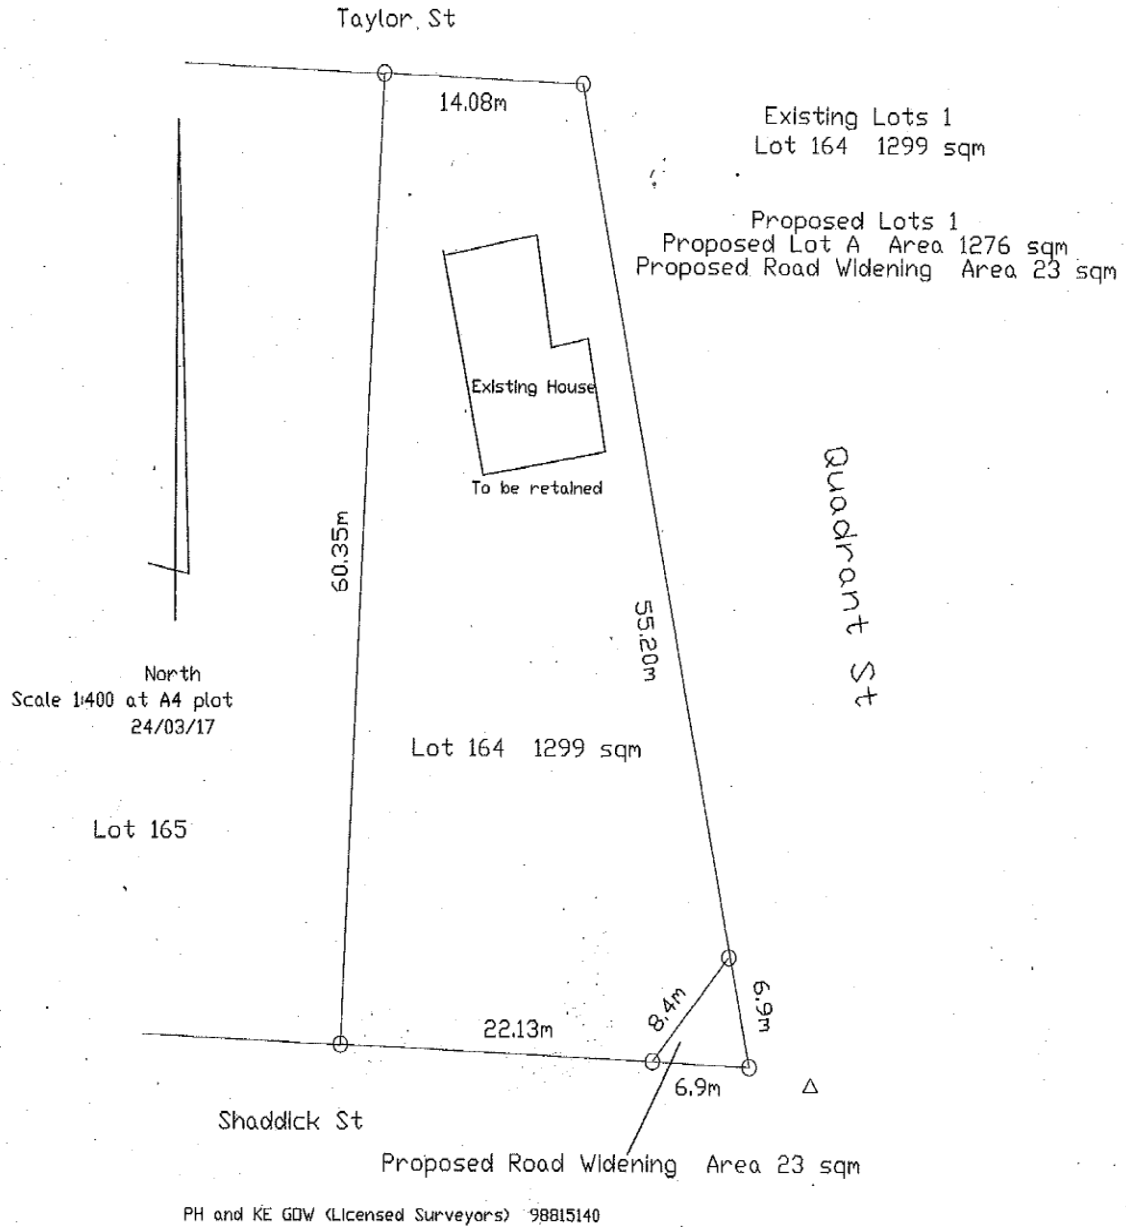 Taylor St
14.08m
Existing Lots 1
Lot 164 1299 sqm
Proposed Lots 1
Proposed Lot A Area 1276 sqm
Proposed Road Widening Area 23 sqm
Existing House
To be retained
Quadrant St
60.35m
55.20m
North
Scale 1:400 at A4 plot
24/03/17
Lot 164 1299 sqm
Lot 165
8.4m
6.9m
22.13m
6.9m
Shaddick St
Proposed Road Widening Area 23 sqm
PH and KE GOW (Licensed Surveyors) 98815140